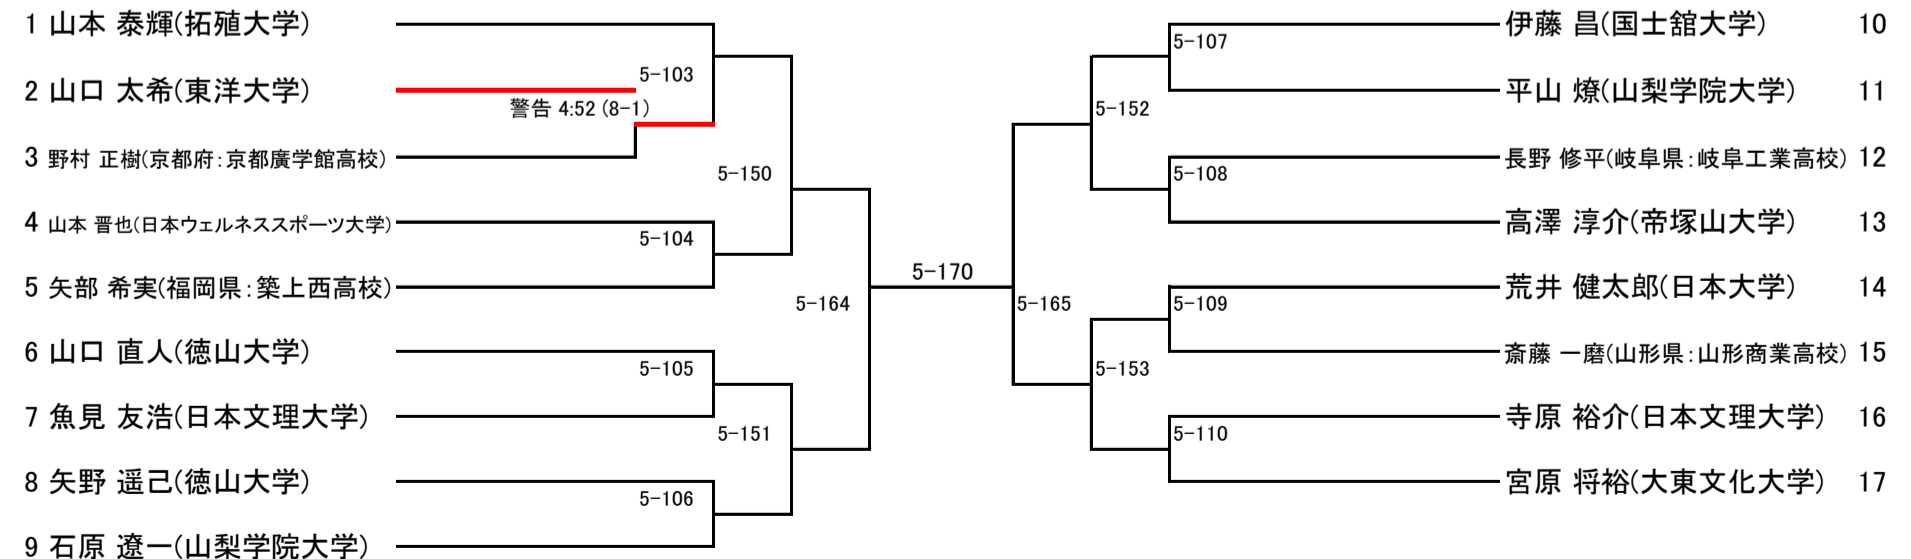 1 山本 泰輝(拓殖大学)
2 山口 太希(東洋大学)
3 野村 正樹(京都府:京都廣学館高校)
4 山本 晋也(日本ウェルネススポーツ大学)
5 矢部 希実(福岡県:築上西高校)
6 山口 直人(徳山大学)
7 魚見 友浩(日本文理大学)
8 矢野 遥己(徳山大学)
9 石原 遼一(山梨学院大学)
5-103
警告 4:52 (8-1)
5-104
5-105
5-106
5-150
5-151
5-164
5-170
5-165
5-152
5-153
5-107
5-108
5-109
5-110
伊藤 昌(国士舘大学) 10
平山 燎(山梨学院大学) 11
長野 修平(岐阜県:岐阜工業高校) 12
高澤 淳介(帝塚山大学) 13
荒井 健太郎(日本大学) 14
斎藤 一磨(山形県:山形商業高校) 15
寺原 裕介(日本文理大学) 16
宮原 将裕(大東文化大学) 17